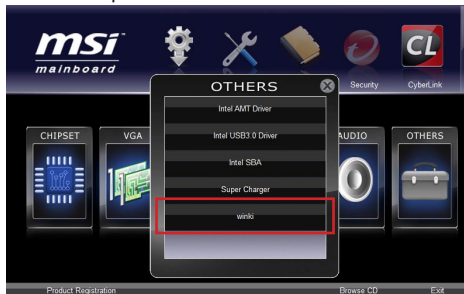 msi
mainboard
CL
Security
CyberLink
OTHERS
Intel AMT Driver
Intel USB3.0 Driver
Intel SBA
Super Charger
winki
CHIPSET
VGA
AUDIO
OTHERS
Product Registration
Browse CD
Exit